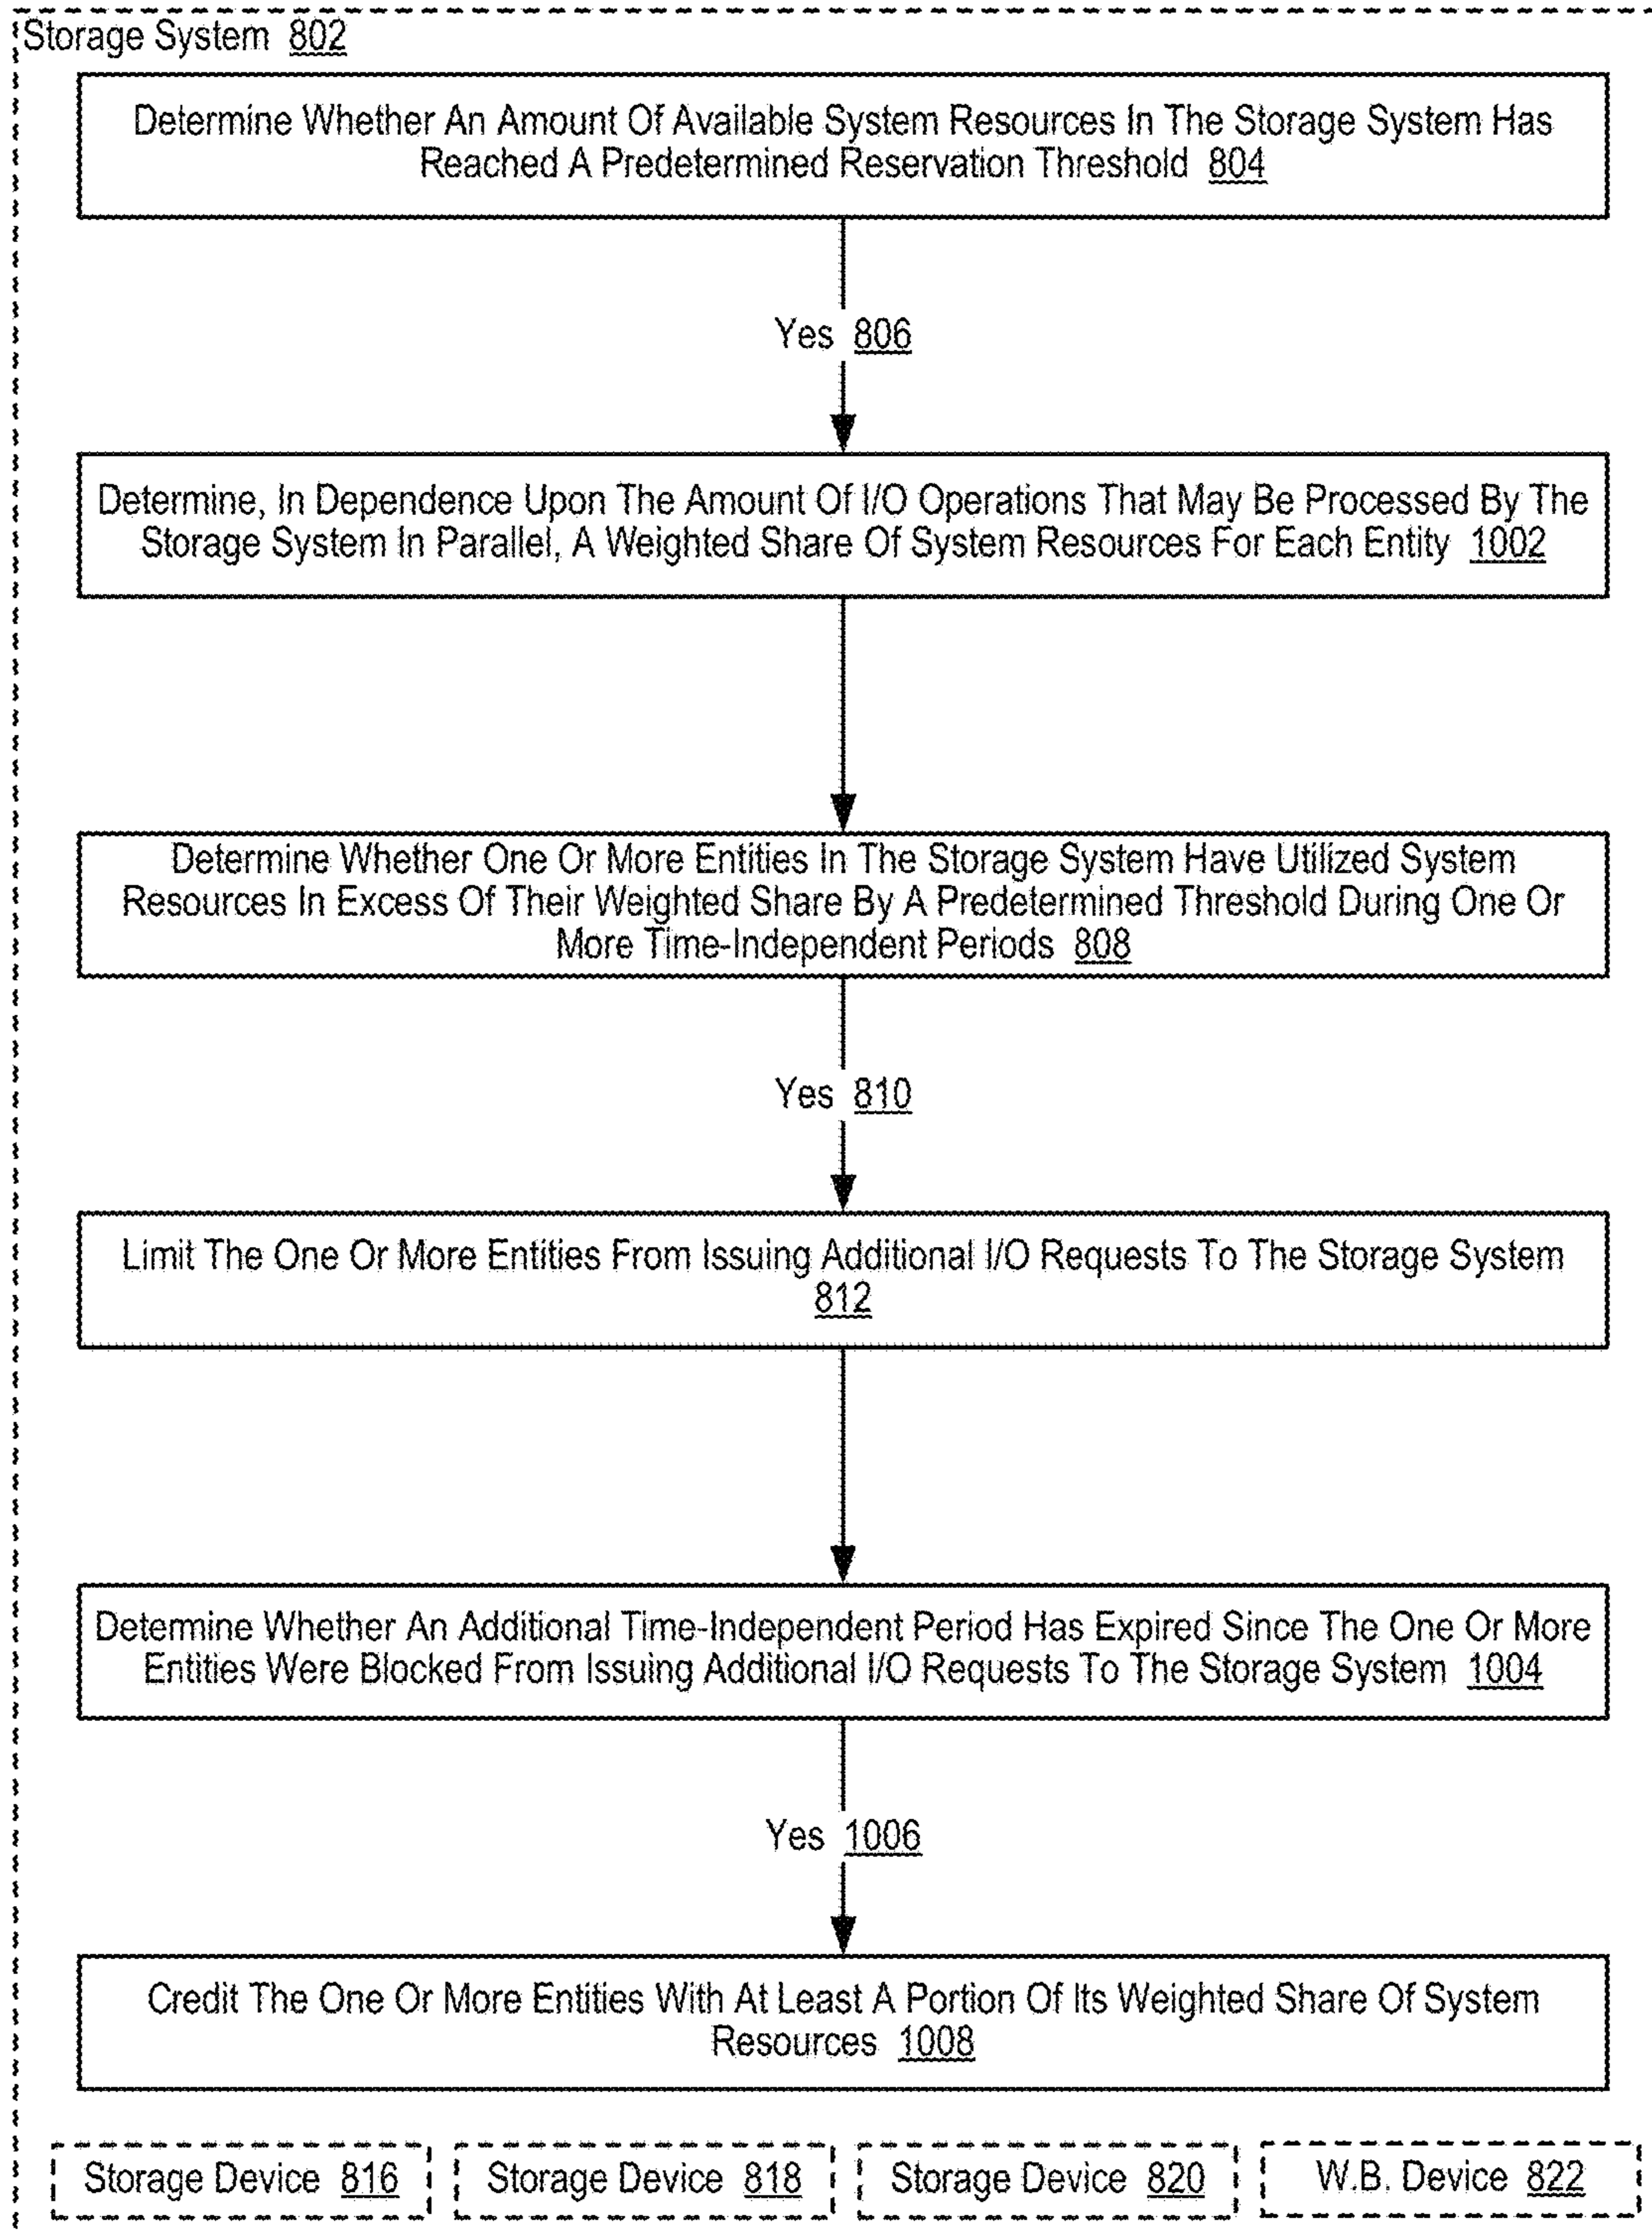 Storage System 802
Determine Whether An Amount Of Available System Resources In The Storage System Has
Reached A Predetermined Reservation Threshold 804
Yes 806
Determine, In Dependence Upon The Amount Of I/O Operations That May Be Processed By The
Storage System In Parallel, A Weighted Share Of System Resources For Each Entity 1002
Determine Whether One Or More Entities In The Storage System Have Utilized System
Resources In Excess Of Their Weighted Share By A Predetermined Threshold During One Or
More Time-Independent Periods 808
Yes 810
Limit The One Or More Entities From Issuing Additional I/O Requests To The Storage System
812
Determine Whether An Additional Time-Independent Period Has Expired Since The One Or More
Entities Were Blocked From Issuing Additional I/O Requests To The Storage System 1004
Yes 1006
Credit The One Or More Entities With At Least A Portion Of Its Weighted Share Of System
Resources 1008
Storage Device 816
Storage Device 818
Storage Device 820
W.B. Device 822